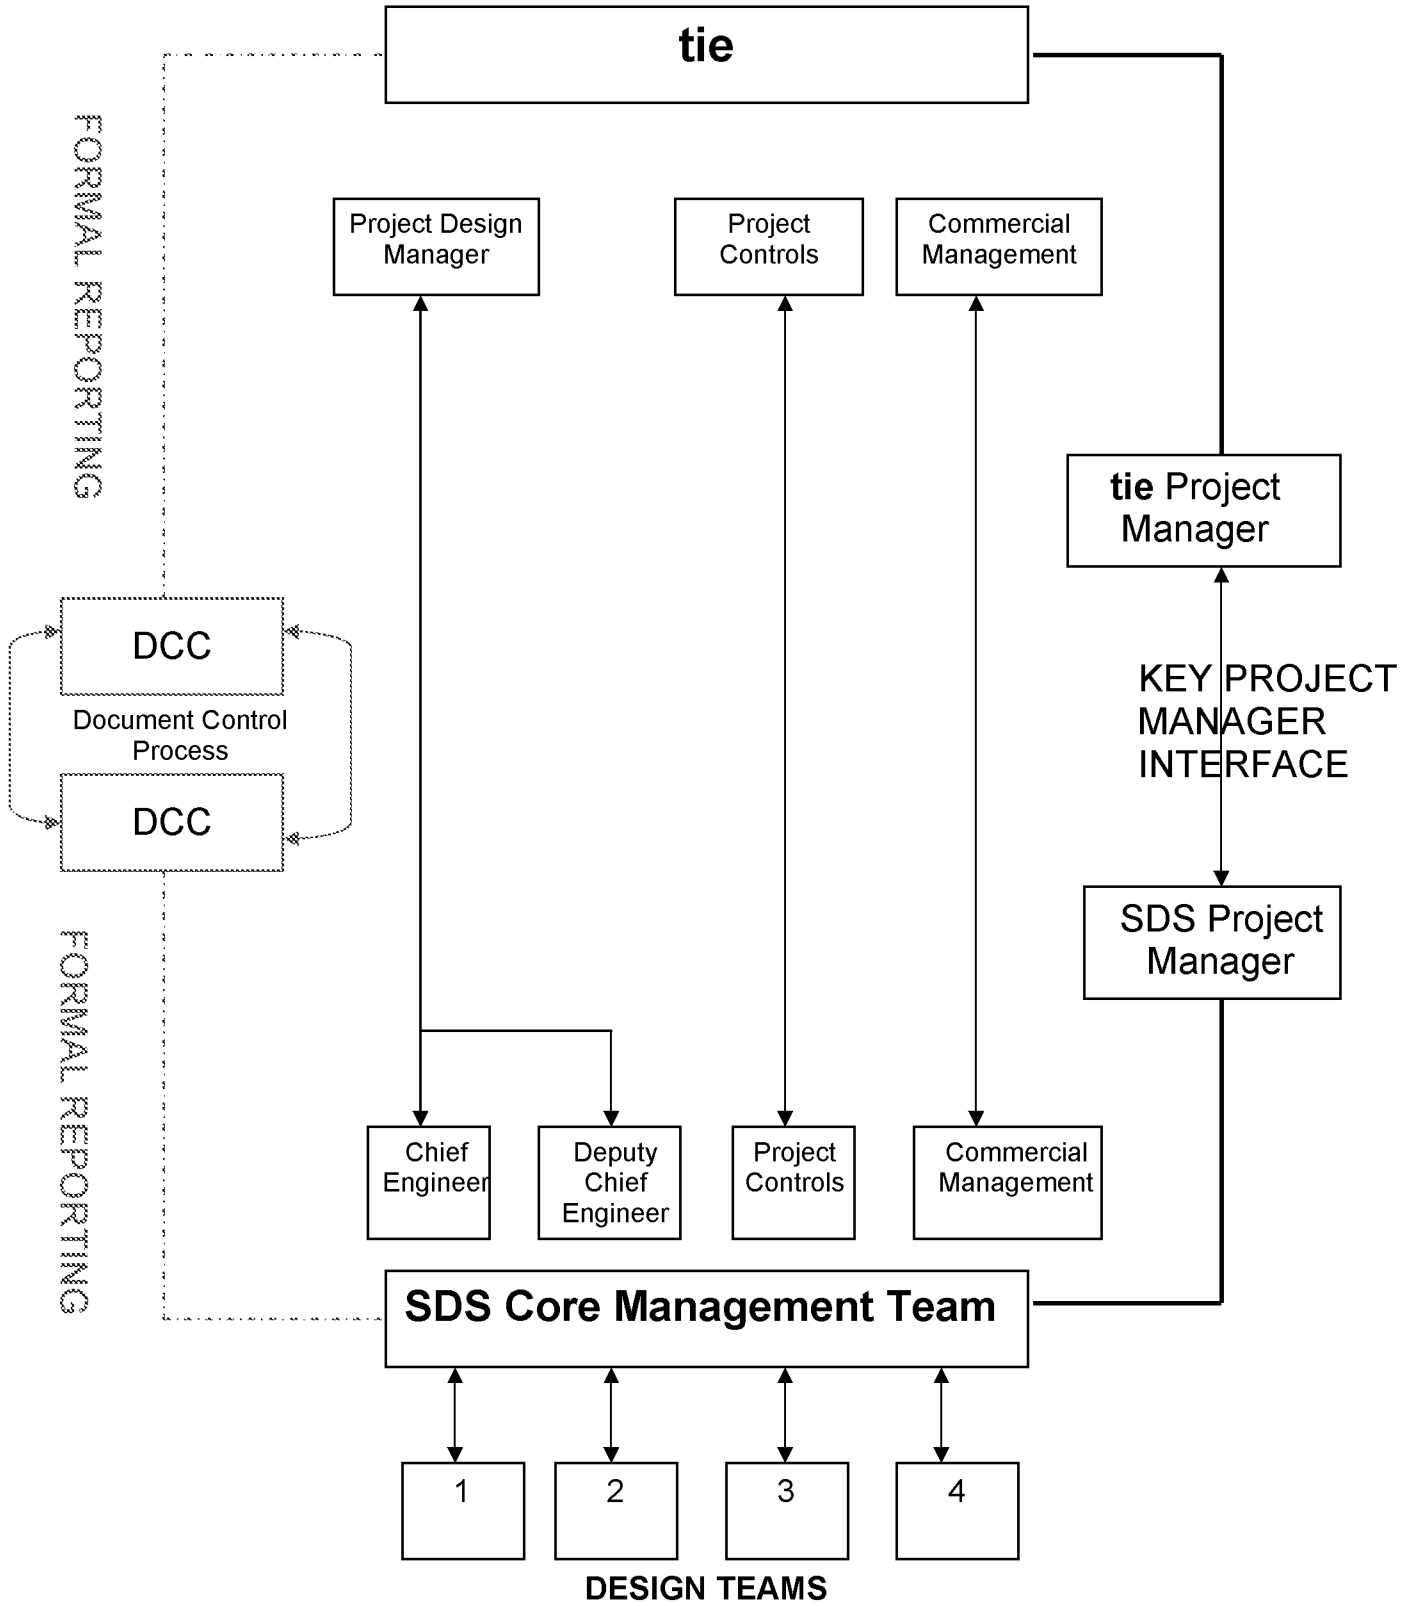 tie
FORMAL REPORTING
Project Design
Manager
Project
Controls
Commercial
Management
tie Project
Manager
DCC
Document Control
Process
DCC
KEY PROJECT
MANAGER
INTERFACE
SDS Project
Manager
FORMAL REPORTING
Chief
Engineer
Deputy
Chief
Engineer
Project
Controls
Commercial
Management
SDS Core Management Team
1
2
3
4
DESIGN TEAMS